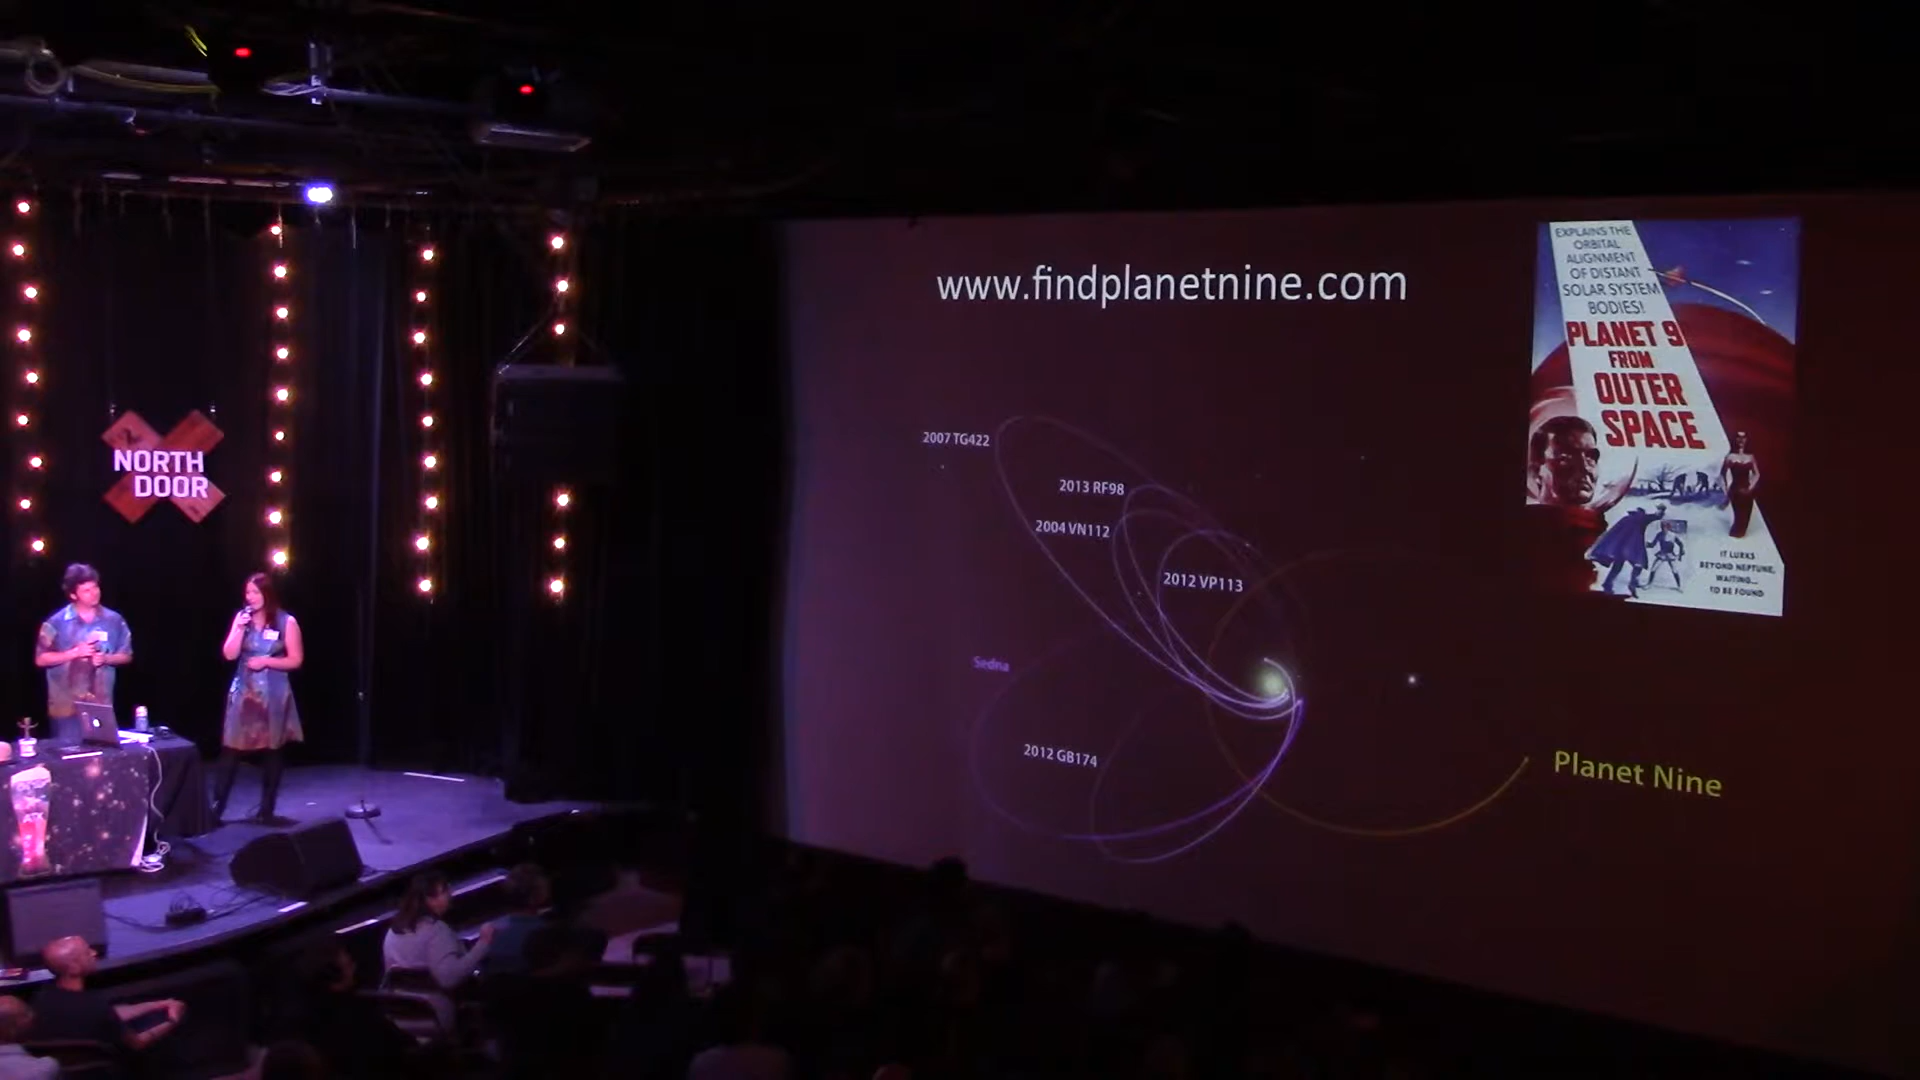 NORTH
DOOR
ATX
www.findplanetnine.com
2007 TG422
2013 RF98
2004 VN112
2012 VP113
Sedna
2012 GB174
Planet Nine
EXPLAINS THE
ORBITAL
ALIGNMENT
OF DISTANT
SOLAR SYSTEM
BODIES!
PLANET 9
FROM
OUTER
SPACE
IT LURKS
BEYOND NEPTUNE,
WAITING...
TO BE FOUND